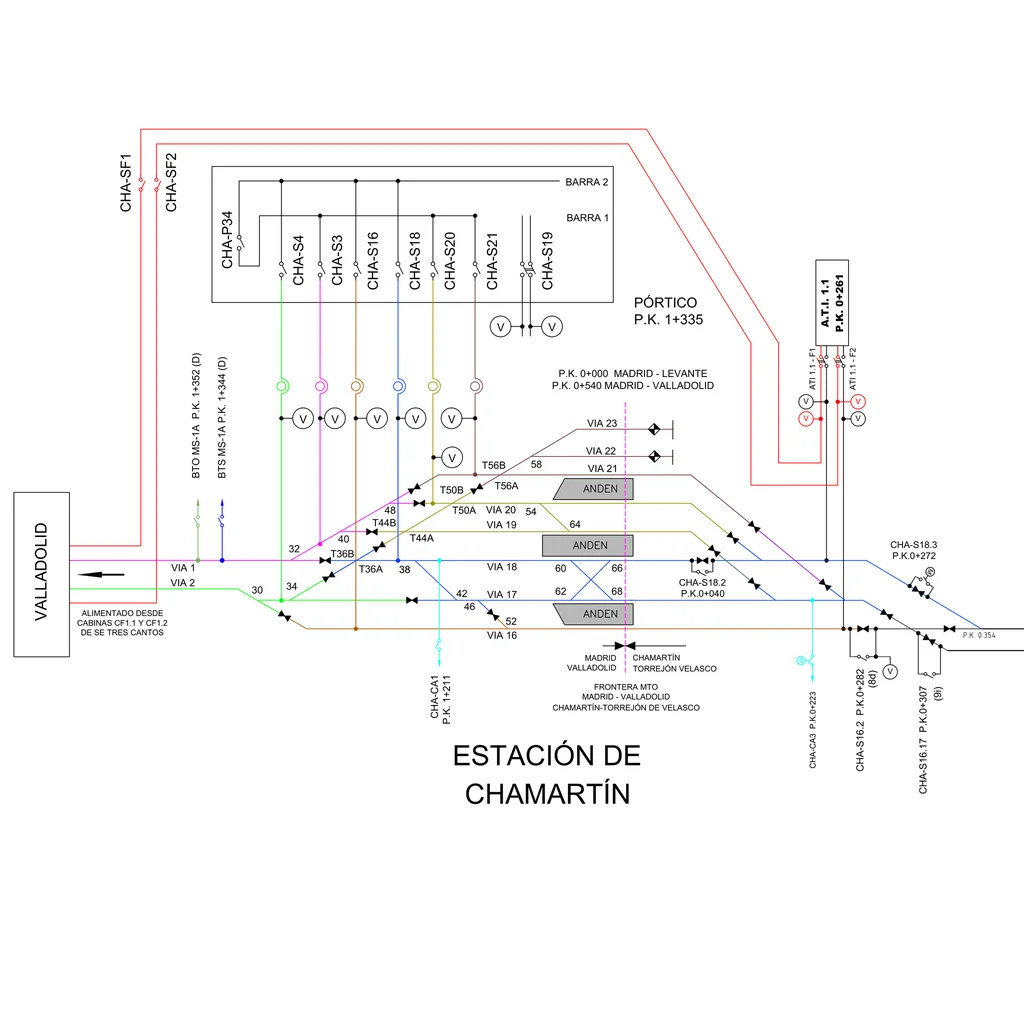 CHA-SF1
CHA-SF2
BARRA 2
BARRA 1
CHA-P34
CHA-S4
CHA-S3
CHA-S16
CHA-S18
CHA-S20
CHA-S21
CHA-S19
PÓRTICO
P.K. 1+335
V
V
A.T.I. 1.1
P.K. 0+261
ATI 1.1 - F1
ATI 1.1 - F2
V
V
V
V
BTO MS-1A P.K. 1+352 (D)
BTS MS-1A P.K. 1+344 (D)
P.K. 0+000 MADRID - LEVANTE
P.K. 0+540 MADRID - VALLADOLID
V
V
V
V
V
V
VIA 23
VIA 22
VIA 21
T56B
58
T56A
ANDEN
T50B
T50A
48
VIA 20
54
VIA 19
64
T44B
T44A
40
ANDEN
32
T36B
T36A
38
VIA 18
60
66
CHA-S18.2
P.K.0+040
CHA-S18.3
P.K.0+272
VALLADOLID
VIA 1
VIA 2
30
34
42
46
VIA 17
62
68
ANDEN
52
VIA 16
ALIMENTADO DESDE
CABINAS CF1.1 Y CF1.2
DE SE TRES CANTOS
P.K. 0.354
MADRID
VALLADOLID
CHAMARTÍN
TORREJÓN VELASCO
FRONTERA MTO
MADRID - VALLADOLID
CHAMARTÍN-TORREJÓN DE VELASCO
CHA-CA1
P.K. 1+211
CHA-CA3 P.K.0+223
CHA-S16.2 P.K.0+282
(8d)
V
CHA-S16.17 P.K.0+307
(9i)
ESTACIÓN DE
CHAMARTÍN